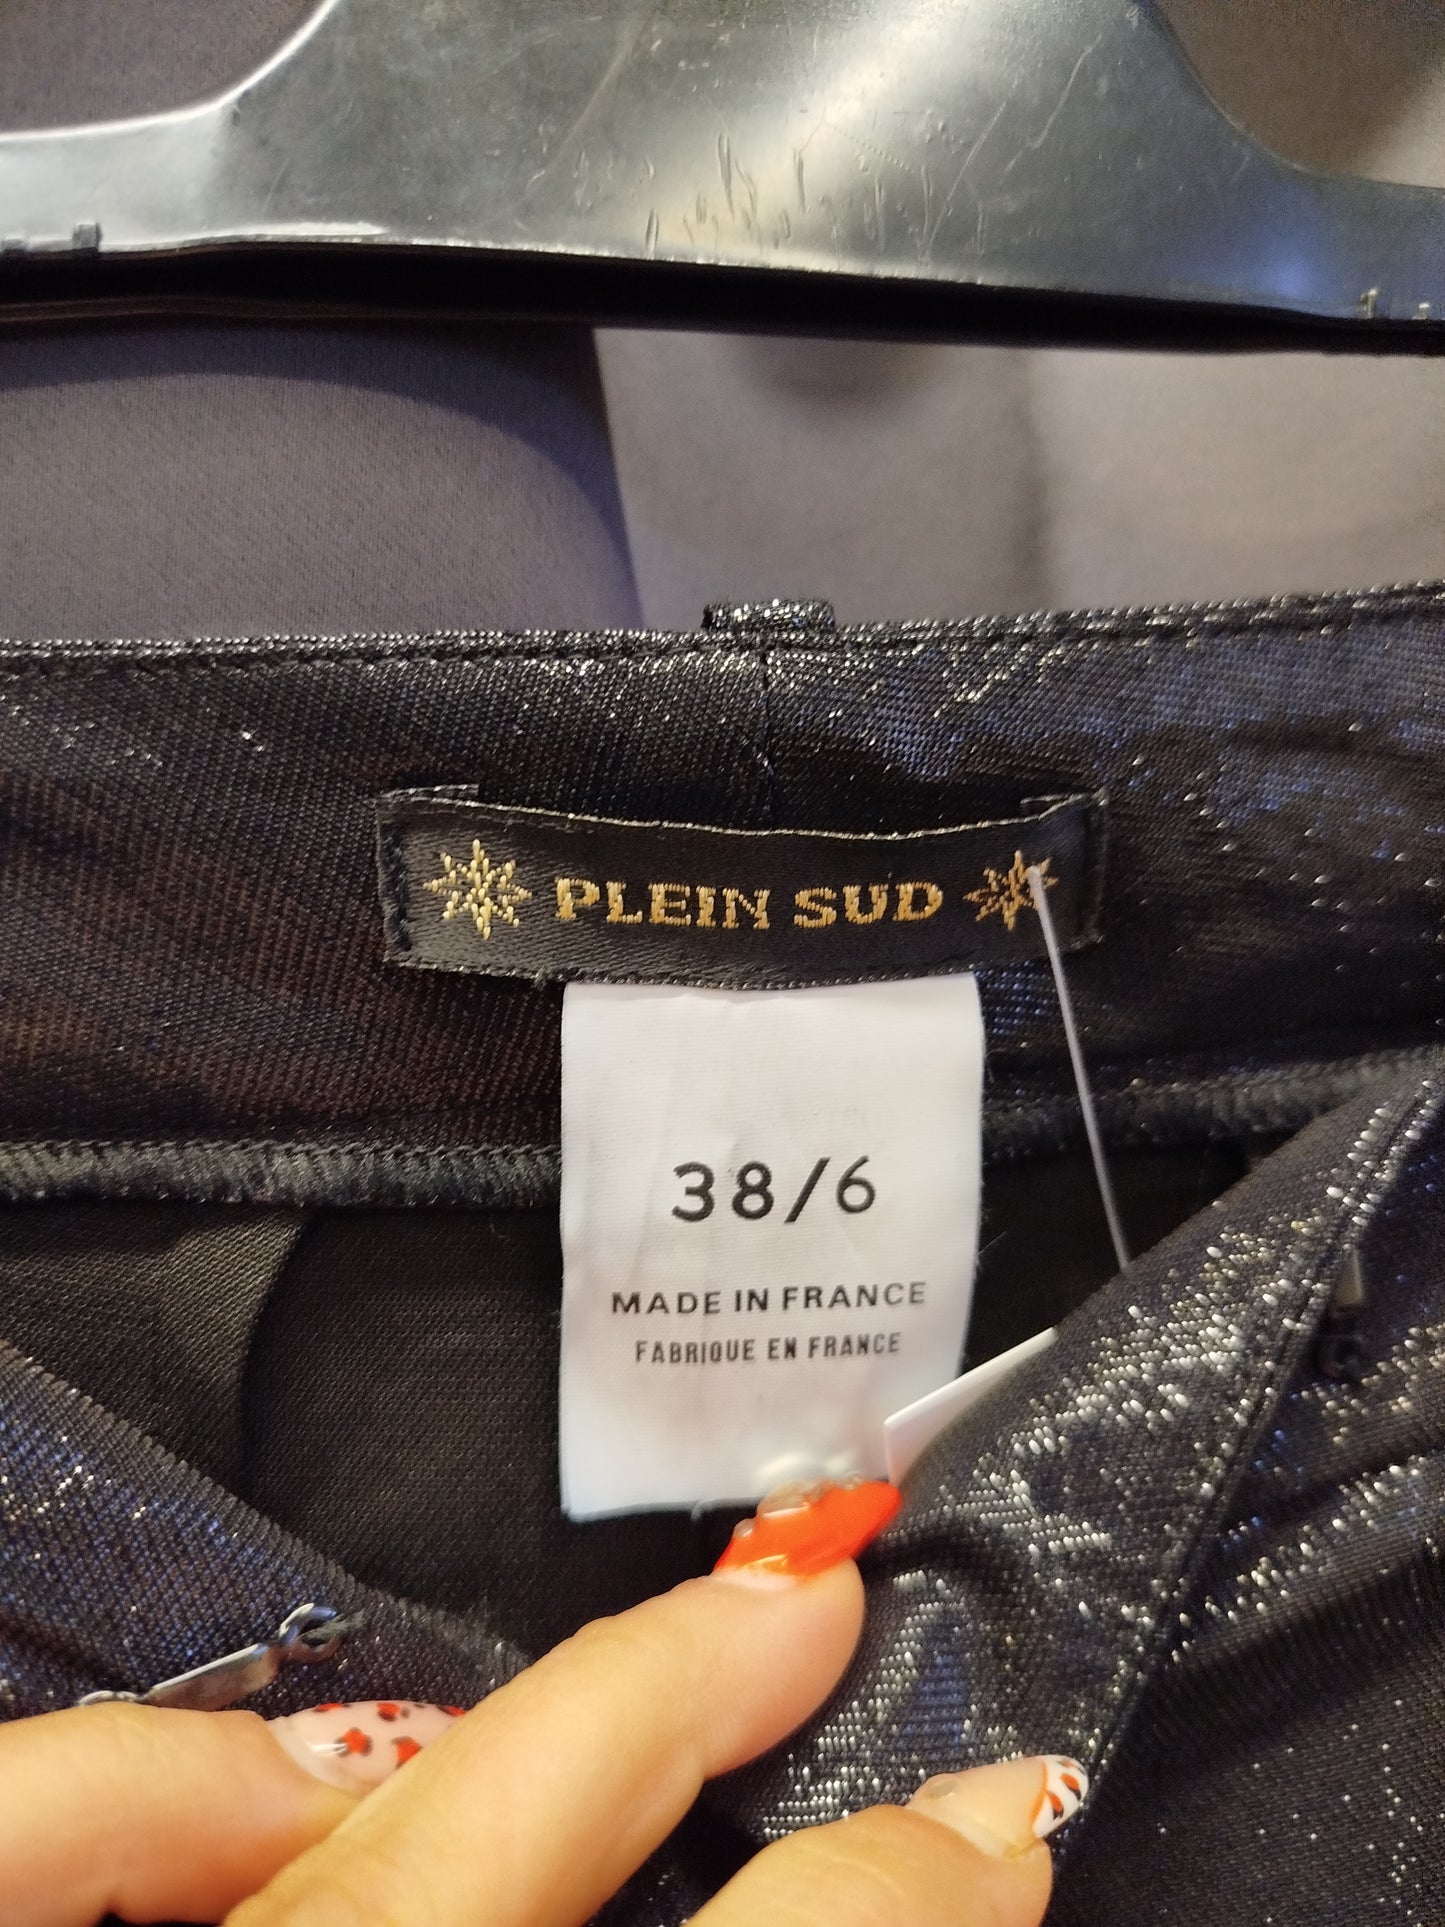 PLEIN SUD
38/6
MADE IN FRANCE
FABRIQUE EN FRANCE